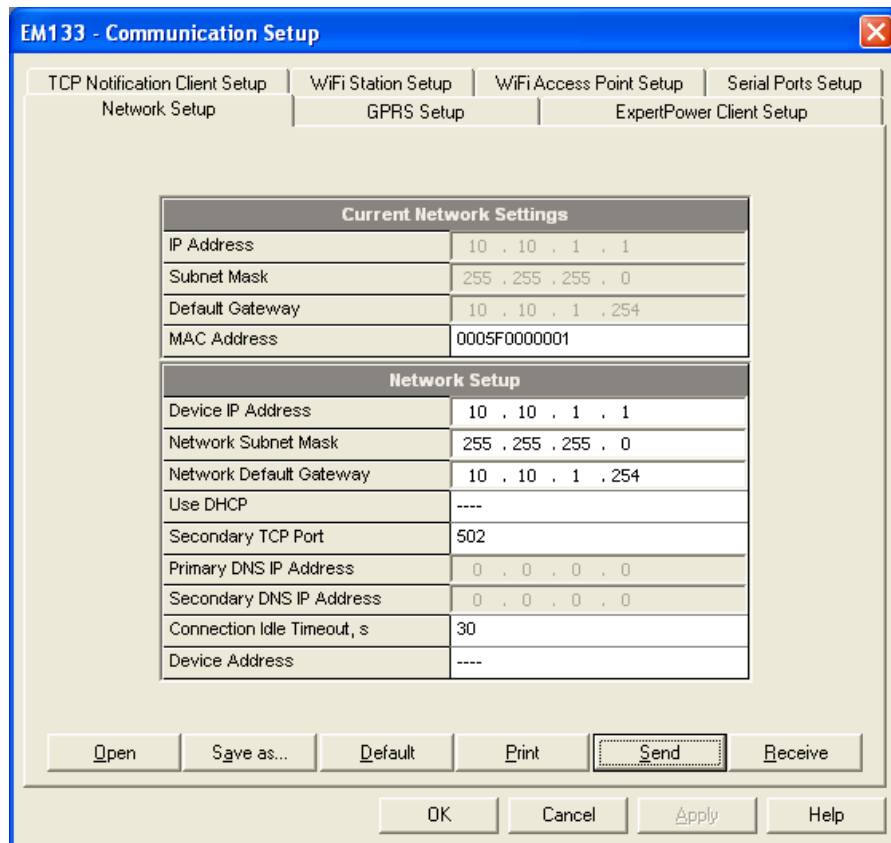 EM133 - Communication Setup
TCP Notification Client Setup WiFi Station Setup WiFi Access Point Setup Serial Ports Setup
Network Setup GPRS Setup ExpertPower Client Setup
Current Network Settings
IP Address 10 . 10 . 1 . 1
Subnet Mask 255 . 255 . 255 . 0
Default Gateway 10 . 10 . 1 . 254
MAC Address 0005F0000001
Network Setup
Device IP Address 10 . 10 . 1 . 1
Network Subnet Mask 255 . 255 . 255 . 0
Network Default Gateway 10 . 10 . 1 . 254
Use DHCP ----
Secondary TCP Port 502
Primary DNS IP Address 0 . 0 . 0 . 0
Secondary DNS IP Address 0 . 0 . 0 . 0
Connection Idle Timeout, s 30
Device Address ----
Open Save as... Default Print Send Receive
OK Cancel Apply Help